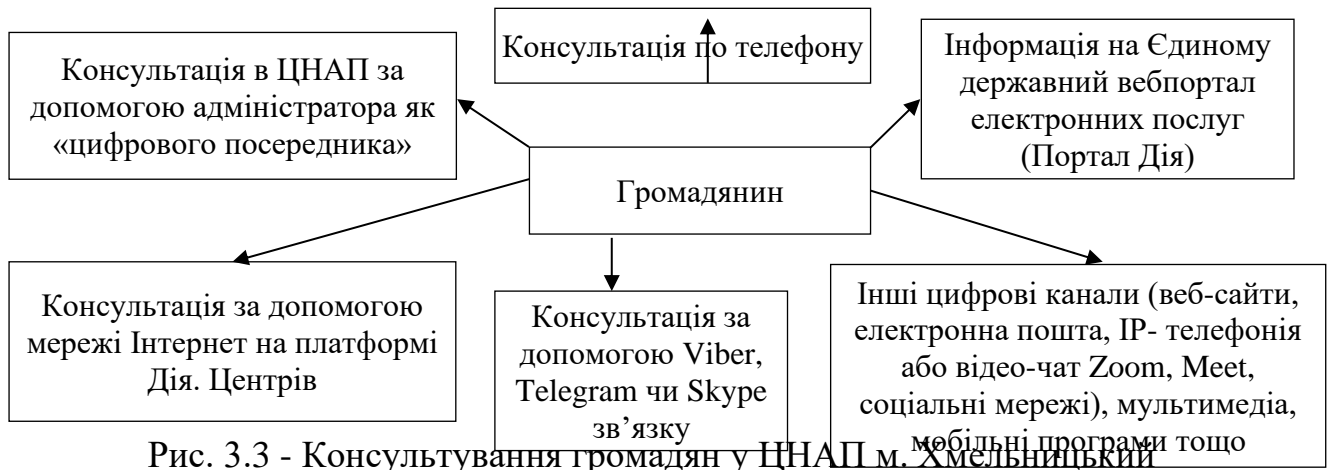 Консультація в ЦНАП за
допомогою адміністратора як
«цифрового посередника»
Консультація по телефону
Інформація на Єдиному
державний вебпортал
електронних послуг
(Портал Дія)
Громадянин
Консультація за допомогою
мережі Інтернет на платформі
Дія. Центрів
Консультація за
допомогою Viber,
Telegram чи Skype
зв’язку
Інші цифрові канали (веб-сайти,
електронна пошта, IP- телефонія
або відео-чат Zoom, Meet,
соціальні мережі), мультимедіа,
мобільні програми тощо
Рис. 3.3 - Консультування громадян у ЦНАП м. Хмельницький